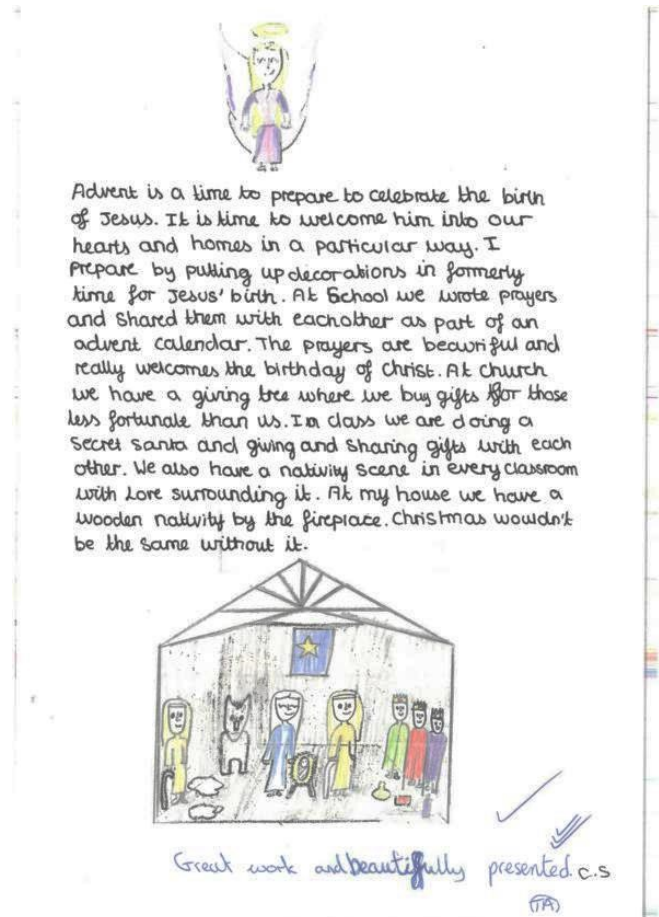 Advent is a time to prepare to celebrate the birth
of Jesus. It is time to welcome him into our
hearts and homes in a particular way. I
prepare by putting up decorations in formerly
time for Jesus' birth. At School we wrote prayers
and shared them with eachother as part of an
advent calendar. The prayers are beawriful and
really welcomes the birthday of Christ. At church
we have a giving tree where we buy gifts for those
less fortunate than us. In class we are doing a
secret santa and giving and sharing gifts with each
other. We also have a nativity scene in every classroom
with Love surrounding it. At my house we have a
wooden nativity by the fireplace. Christmas wouldn't
be the same without it.
Great work and beautifully presented. C.S
TA